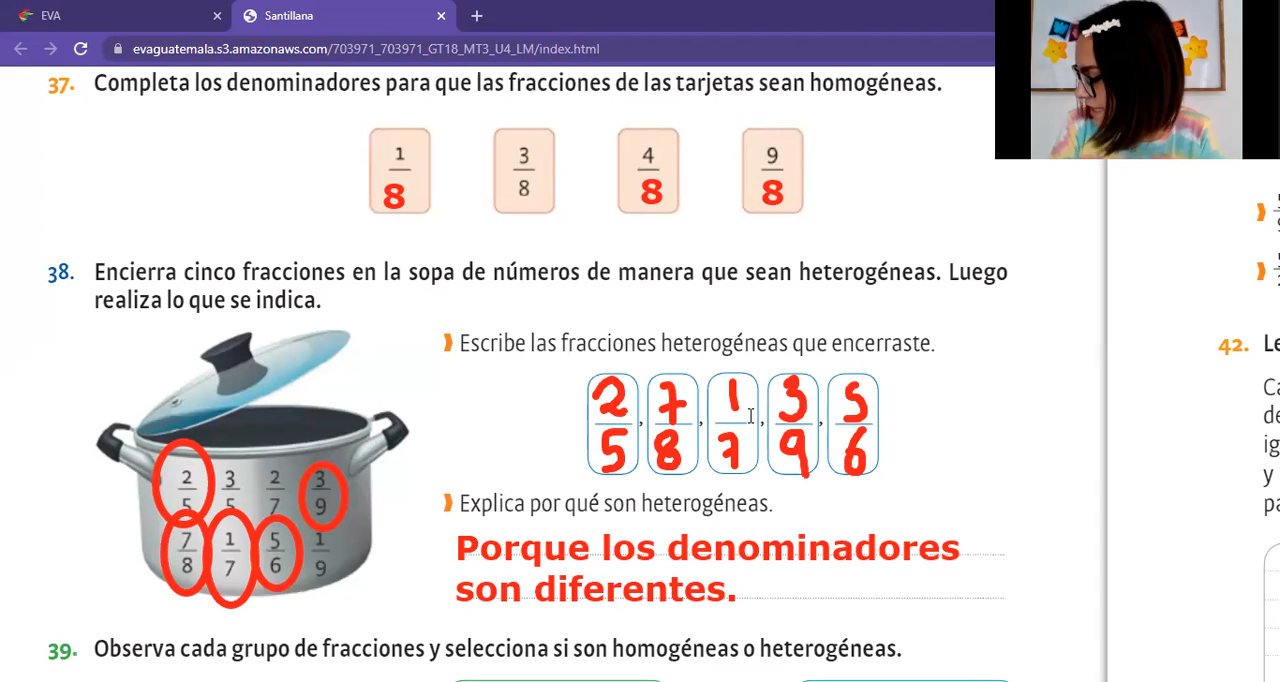 EVA
Santillana
evaguatemala.s3.amazonaws.com/703971_703971_GT18_MT3_U4_LM/index.html
37. Completa los denominadores para que las fracciones de las tarjetas sean homogéneas.
1 3 4 9
8 8 8 8
38. Encierra cinco fracciones en la sopa de números de manera que sean heterogéneas. Luego
realiza lo que se indica.
Escribe las fracciones heterogéneas que encerraste.
2 7 1 3 5
, , , ,
5 8 7 9 6
2 3 2 3
5 5 7 9
7 1 5 1
8 7 6 9
Explica por qué son heterogéneas.
Porque los denominadores
son diferentes.
39. Observa cada grupo de fracciones y selecciona si son homogéneas o heterogéneas.
42.
y